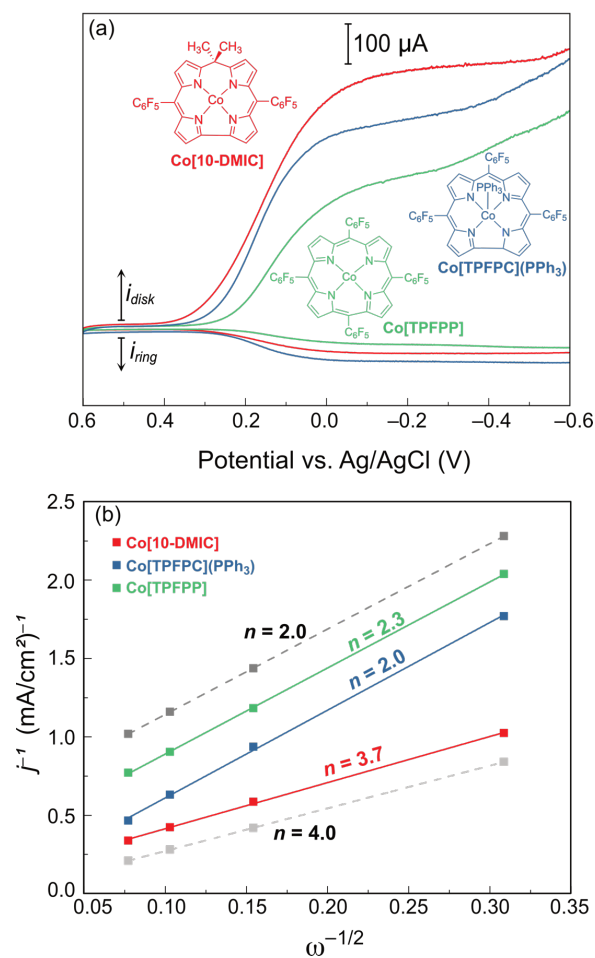 (a)
100 µA
H₃C CH₃
C₆F₅ Co C₆F₅
N N
N N
Co[10-DMIC]
C₆F₅
PPh₃
N N
C₆F₅ Co C₆F₅
N N
Co[TPFPC](PPh₃)
C₆F₅
N N
C₆F₅ Co C₆F₅
N N
C₆F₅
Co[TPFPP]
i_disk
i_ring
0.6 0.4 0.2 0.0 −0.2 −0.4 −0.6
Potential vs. Ag/AgCl (V)
(b)
Co[10-DMIC]
Co[TPFPC](PPh₃)
Co[TPFPP]
n = 2.0
n = 2.3
n = 2.0
n = 3.7
n = 4.0
2.5
2.0
1.5
1.0
0.5
0.0
j⁻¹ (mA/cm²)⁻¹
0.05 0.10 0.15 0.20 0.25 0.30 0.35
ω⁻¹/²